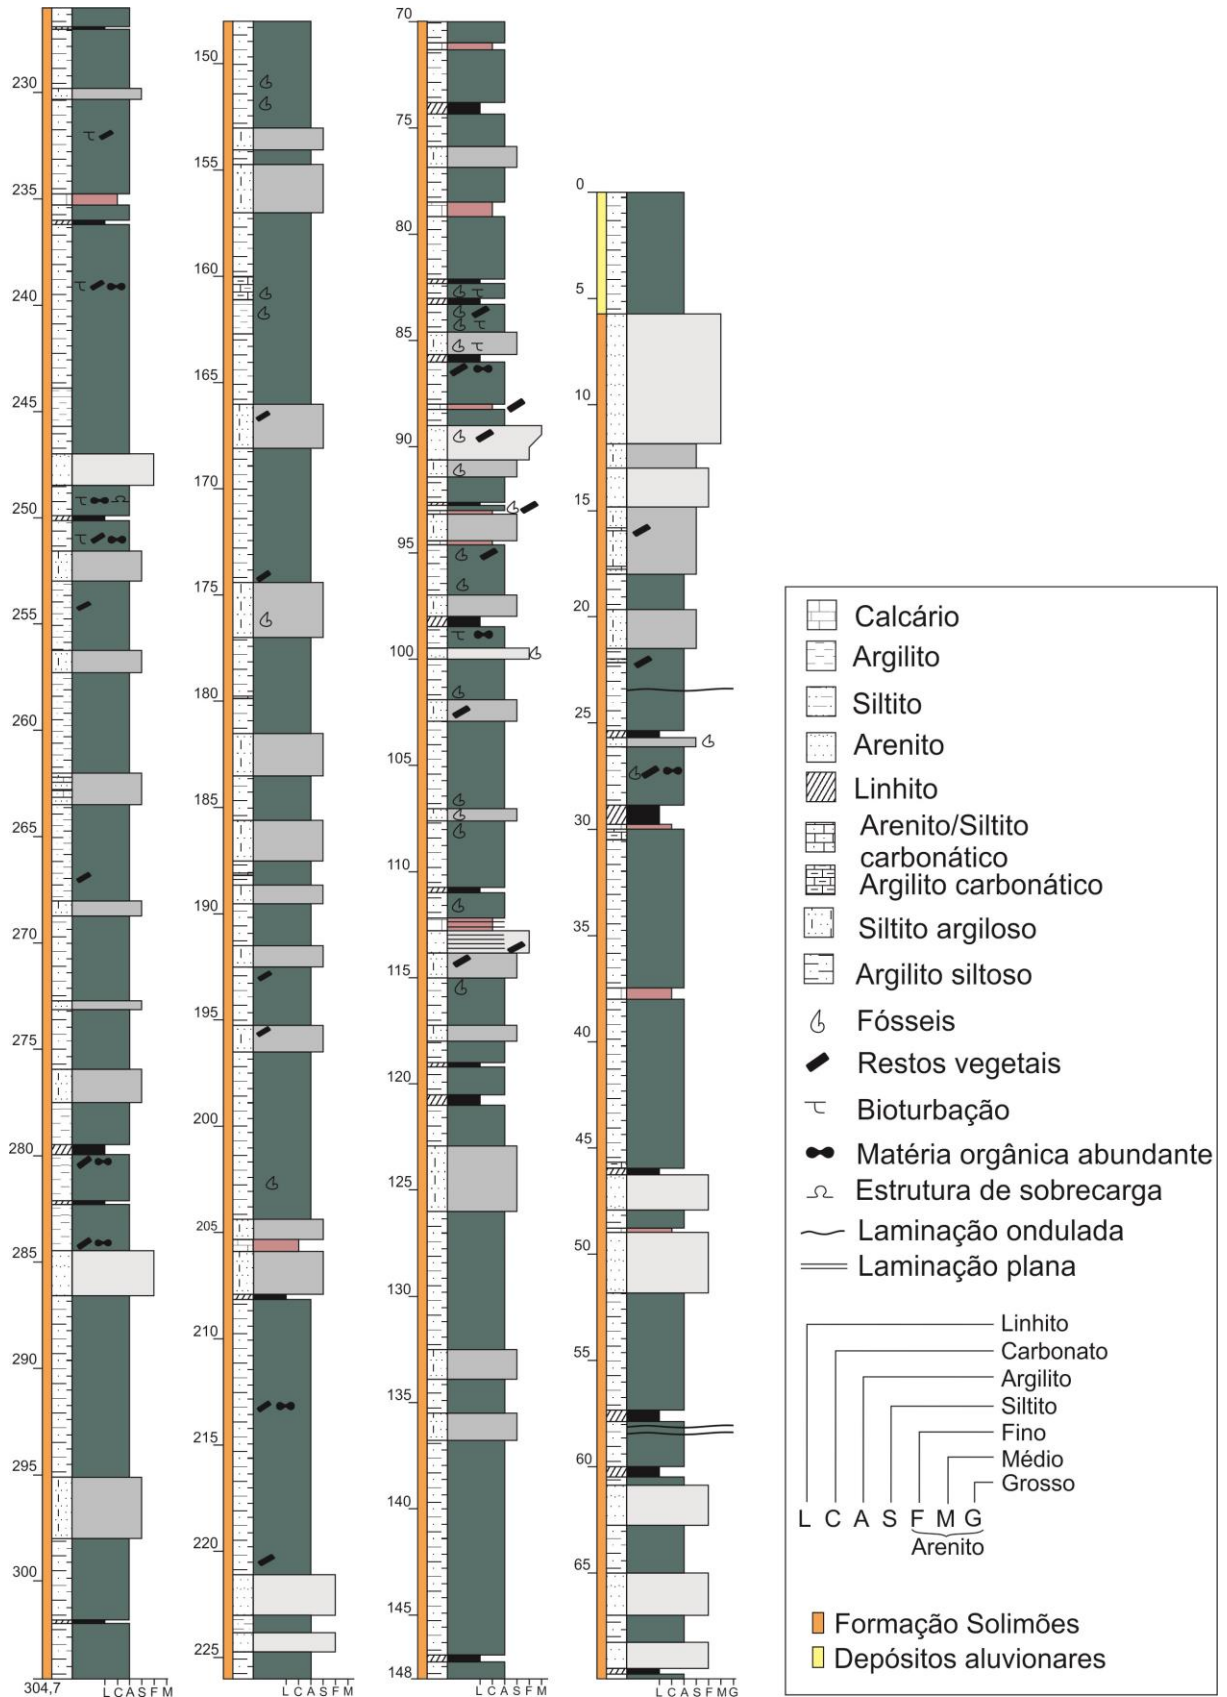 230
235
240
245
250
255
260
265
270
275
280
285
290
295
300
304,7
L C A S F M
150
155
160
165
170
175
180
185
190
195
200
205
210
215
220
225
L C A S F M
70
75
80
85
90
95
100
105
110
115
120
125
130
135
140
145
148
L C A S F M
0
5
10
15
20
25
30
35
40
45
50
55
60
65
L C A S F M G
Calcário
Argilito
Siltito
Arenito
Linhito
Arenito/Siltito
carbonático
Argilito carbonático
Siltito argiloso
Argilito siltoso
Fósseis
Restos vegetais
Bioturbação
Matéria orgânica abundante
Estrutura de sobrecarga
Laminação ondulada
Laminação plana
Linhito
Carbonato
Argilito
Siltito
Fino
Médio
Grosso
L C A S F M G
Arenito
Formação Solimões
Depósitos aluvionares